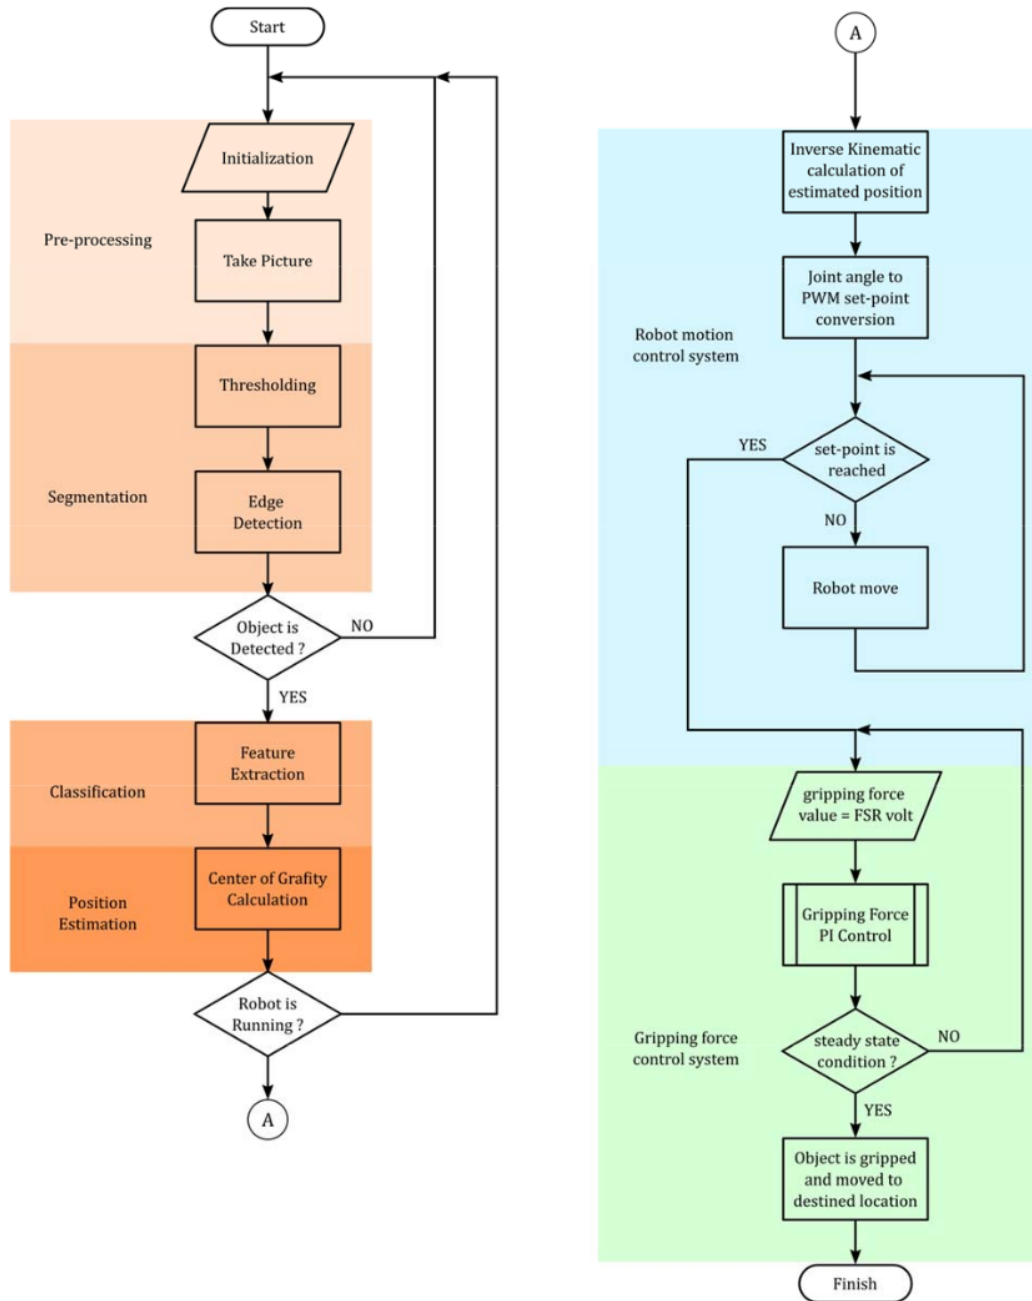 Start
Initialization
Pre-processing
Take Picture
Thresholding
Segmentation
Edge
Detection
Object is
Detected ?
NO
YES
Feature
Extraction
Classification
Center of Grafity
Calculation
Position
Estimation
Robot is
Running ?
A
A
Inverse Kinematic
calculation of
estimated position
Joint angle to
PWM set-point
conversion
Robot motion
control system
YES
set-point is
reached
NO
Robot move
gripping force
value = FSR volt
Gripping Force
PI Control
Gripping force
control system
steady state
condition ?
NO
YES
Object is gripped
and moved to
destined location
Finish